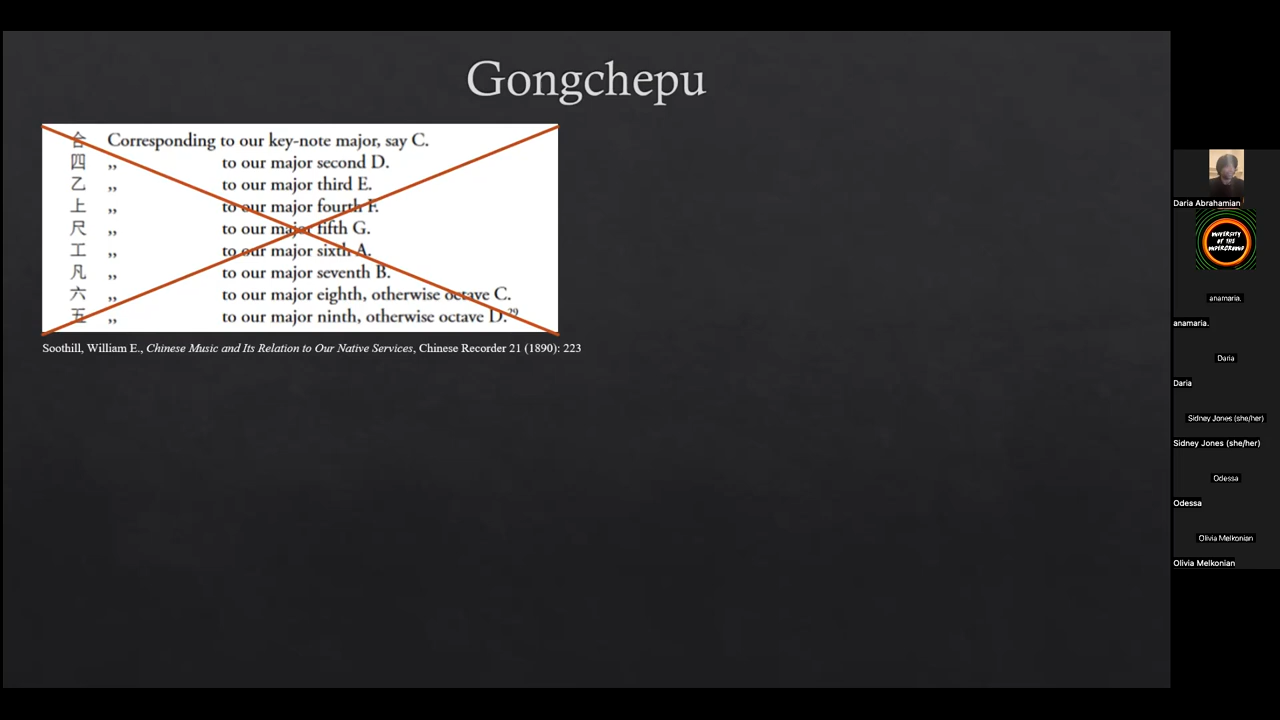 Gongchepu
合 Corresponding to our key-note major, say C.
四 „ to our major second D.
乙 „ to our major third E.
上 „ to our major fourth F.
尺 „ to our major fifth G.
工 „ to our major sixth A.
凡 „ to our major seventh B.
六 „ to our major eighth, otherwise octave C.
五 „ to our major ninth, otherwise octave D.29
Soothill, William E., Chinese Music and Its Relation to Our Native Services, Chinese Recorder 21 (1890): 223
Daria Abrahamian
UNIVERSITY
OF THE
UNDERGROUND
anamaria.
anamaria.
Daria
Daria
Sidney Jones (she/her)
Sidney Jones (she/her)
Odessa
Odessa
Olivia Melkonian
Olivia Melkonian